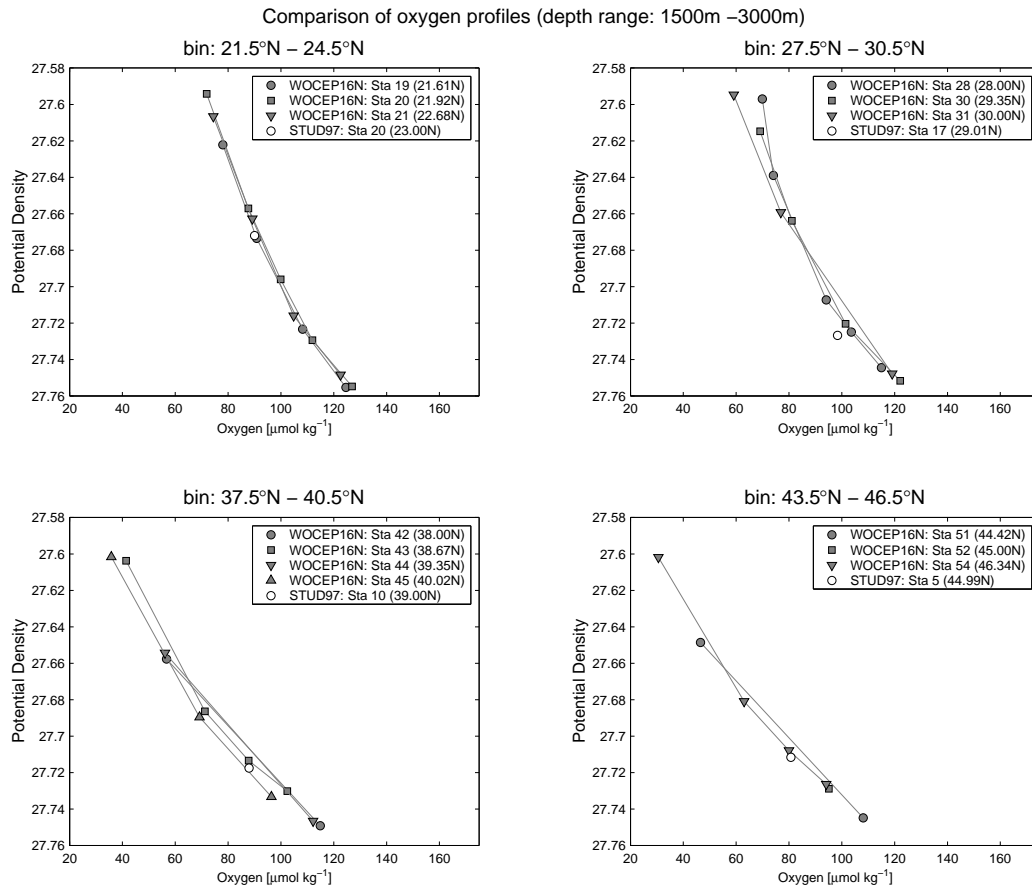 Comparison of oxygen profiles (depth range: 1500m −3000m)
bin: 21.5°N − 24.5°N
27.58
27.6
27.62
27.64
27.66
27.68
27.7
27.72
27.74
27.76
Potential Density
20 40 60 80 100 120 140 160
Oxygen [μmol kg⁻¹]
WOCEP16N: Sta 19 (21.61N)
WOCEP16N: Sta 20 (21.92N)
WOCEP16N: Sta 21 (22.68N)
STUD97: Sta 20 (23.00N)
bin: 27.5°N − 30.5°N
27.58
27.6
27.62
27.64
27.66
27.68
27.7
27.72
27.74
27.76
Potential Density
20 40 60 80 100 120 140 160
Oxygen [μmol kg⁻¹]
WOCEP16N: Sta 28 (28.00N)
WOCEP16N: Sta 30 (29.35N)
WOCEP16N: Sta 31 (30.00N)
STUD97: Sta 17 (29.01N)
bin: 37.5°N − 40.5°N
27.58
27.6
27.62
27.64
27.66
27.68
27.7
27.72
27.74
27.76
Potential Density
20 40 60 80 100 120 140 160
Oxygen [μmol kg⁻¹]
WOCEP16N: Sta 42 (38.00N)
WOCEP16N: Sta 43 (38.67N)
WOCEP16N: Sta 44 (39.35N)
WOCEP16N: Sta 45 (40.02N)
STUD97: Sta 10 (39.00N)
bin: 43.5°N − 46.5°N
27.58
27.6
27.62
27.64
27.66
27.68
27.7
27.72
27.74
27.76
Potential Density
20 40 60 80 100 120 140 160
Oxygen [μmol kg⁻¹]
WOCEP16N: Sta 51 (44.42N)
WOCEP16N: Sta 52 (45.00N)
WOCEP16N: Sta 54 (46.34N)
STUD97: Sta 5 (44.99N)